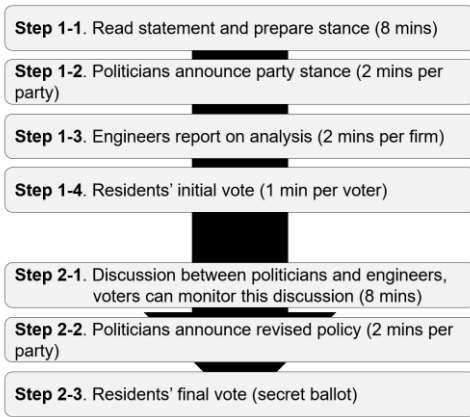 Step 1-1. Read statement and prepare stance (8 mins)
Step 1-2. Politicians announce party stance (2 mins per
party)
Step 1-3. Engineers report on analysis (2 mins per firm)
Step 1-4. Residents’ initial vote (1 min per voter)
Step 2-1. Discussion between politicians and engineers,
voters can monitor this discussion (8 mins)
Step 2-2. Politicians announce revised policy (2 mins per
party)
Step 2-3. Residents’ final vote (secret ballot)